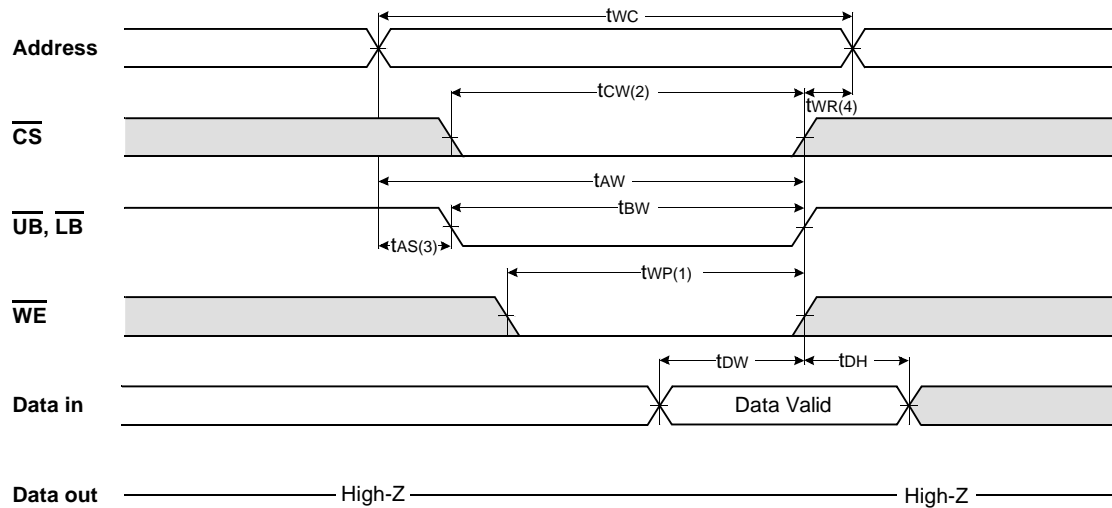 tWC
Address
tCW(2)
tWR(4)
CS
tAW
tBW
UB, LB
tAS(3)
tWP(1)
WE
tDW
tDH
Data in
Data Valid
Data out
High-Z
High-Z